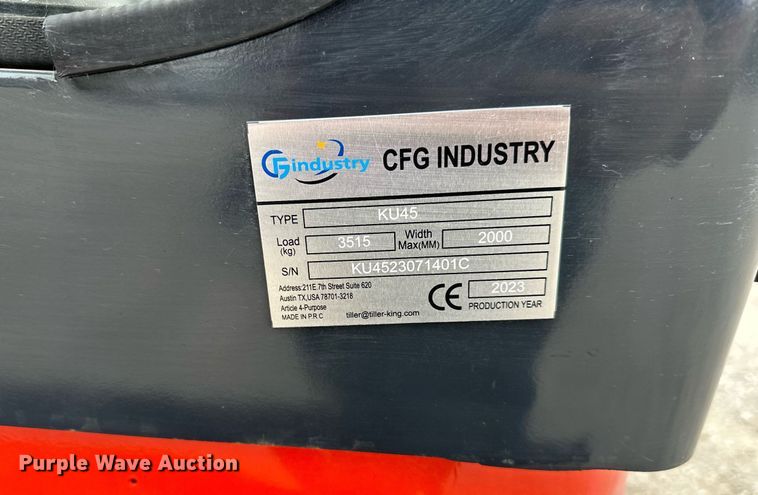 CFindustry CFG INDUSTRY
TYPE KU45
Load (kg) 3515 Width Max(MM) 2000
S/N KU4523071401C
Address:211E.7th Street Suite 620
Austin TX,USA 78701-3218
Article 4-Purpose
MADE IN P R C
tiller@tiller-king.com
CE 2023
PRODUCTION YEAR
Purple Wave Auction